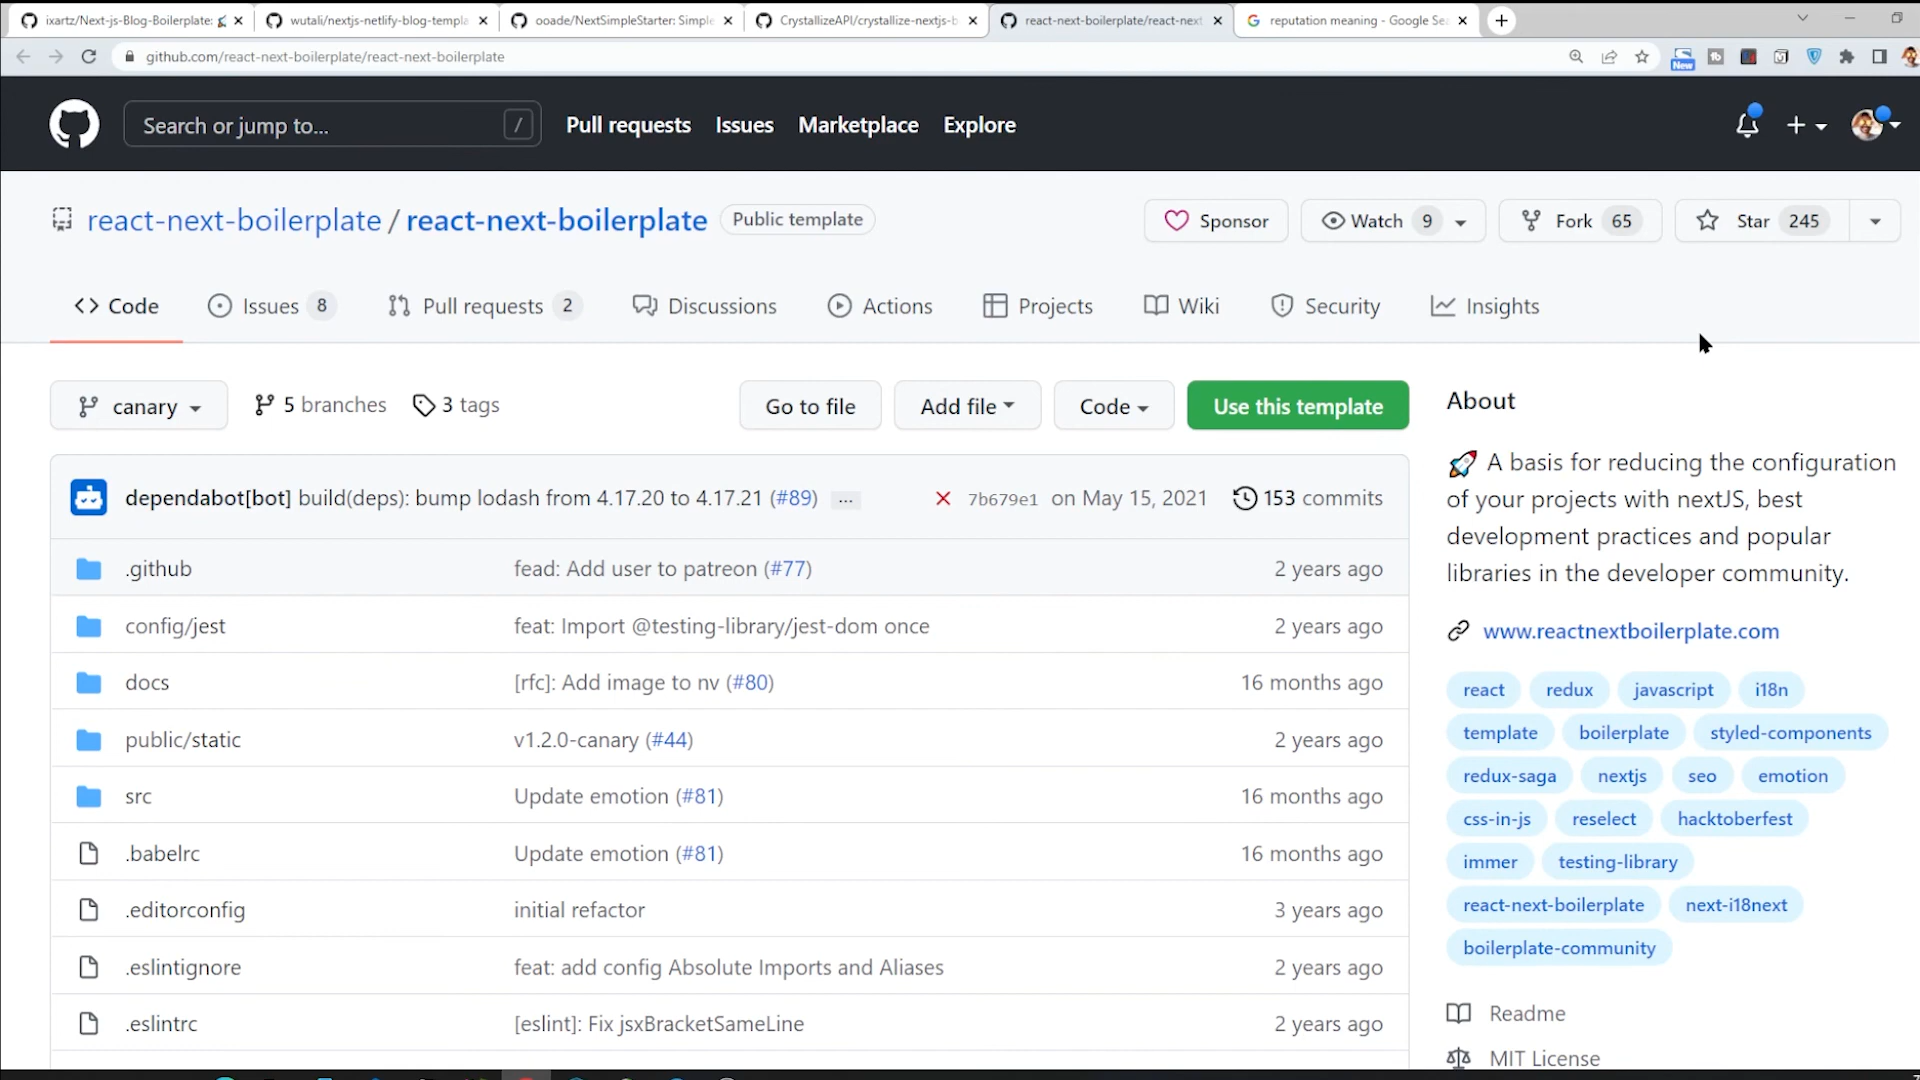 ixartz/Next-js-Blog-Boilerplate:
wutali/nextjs-netlify-blog-templa
ooade/NextSimpleStarter: Simple
CrystallizeAPI/crystallize-nextjs-b
react-next-boilerplate/react-next
reputation meaning - Google Sea
github.com/react-next-boilerplate/react-next-boilerplate
New
Search or jump to...
/
Pull requests
Issues
Marketplace
Explore
react-next-boilerplate / react-next-boilerplate
Public template
Sponsor
Watch 9
Fork 65
Star 245
Code
Issues 8
Pull requests 2
Discussions
Actions
Projects
Wiki
Security
Insights
canary
5 branches
3 tags
Go to file
Add file
Code
Use this template
dependabot[bot] build(deps): bump lodash from 4.17.20 to 4.17.21 (#89) ...
7b679e1 on May 15, 2021
153 commits
.github
fead: Add user to patreon (#77)
2 years ago
config/jest
feat: Import @testing-library/jest-dom once
2 years ago
docs
[rfc]: Add image to nv (#80)
16 months ago
public/static
v1.2.0-canary (#44)
2 years ago
src
Update emotion (#81)
16 months ago
.babelrc
Update emotion (#81)
16 months ago
.editorconfig
initial refactor
3 years ago
.eslintignore
feat: add config Absolute Imports and Aliases
2 years ago
.eslintrc
[eslint]: Fix jsxBracketSameLine
2 years ago
About
🚀 A basis for reducing the configuration
of your projects with nextJS, best
development practices and popular
libraries in the developer community.
www.reactnextboilerplate.com
react redux javascript i18n
template boilerplate styled-components
redux-saga nextjs seo emotion
css-in-js reselect hacktoberfest
immer testing-library
react-next-boilerplate next-i18next
boilerplate-community
Readme
MIT License